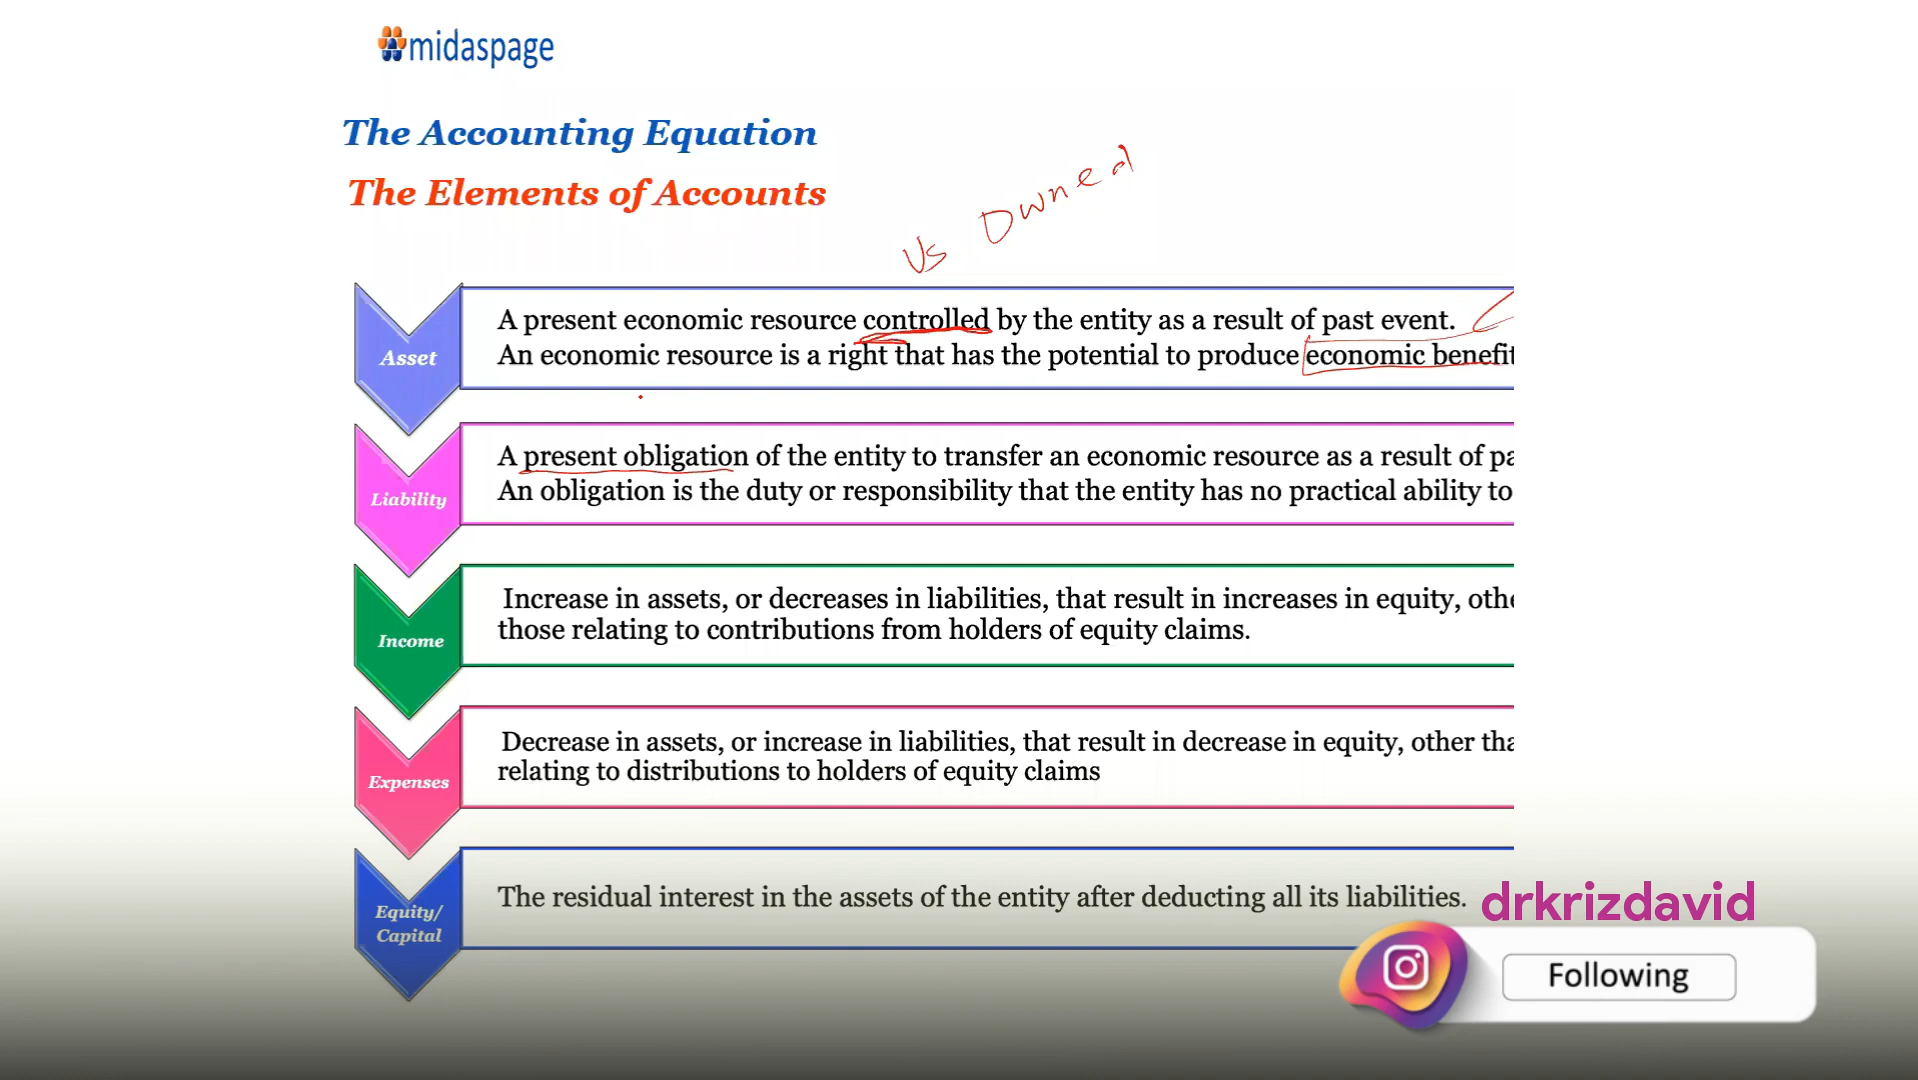 midaspage
The Accounting Equation
The Elements of Accounts
Vs Owned
Asset
A present economic resource controlled by the entity as a result of past event.
An economic resource is a right that has the potential to produce economic benefit
Liability
A present obligation of the entity to transfer an economic resource as a result of pa
An obligation is the duty or responsibility that the entity has no practical ability to
Income
Increase in assets, or decreases in liabilities, that result in increases in equity, othe
those relating to contributions from holders of equity claims.
Expenses
Decrease in assets, or increase in liabilities, that result in decrease in equity, other tha
relating to distributions to holders of equity claims
Equity/
Capital
The residual interest in the assets of the entity after deducting all its liabilities.
drkrizdavid
Following